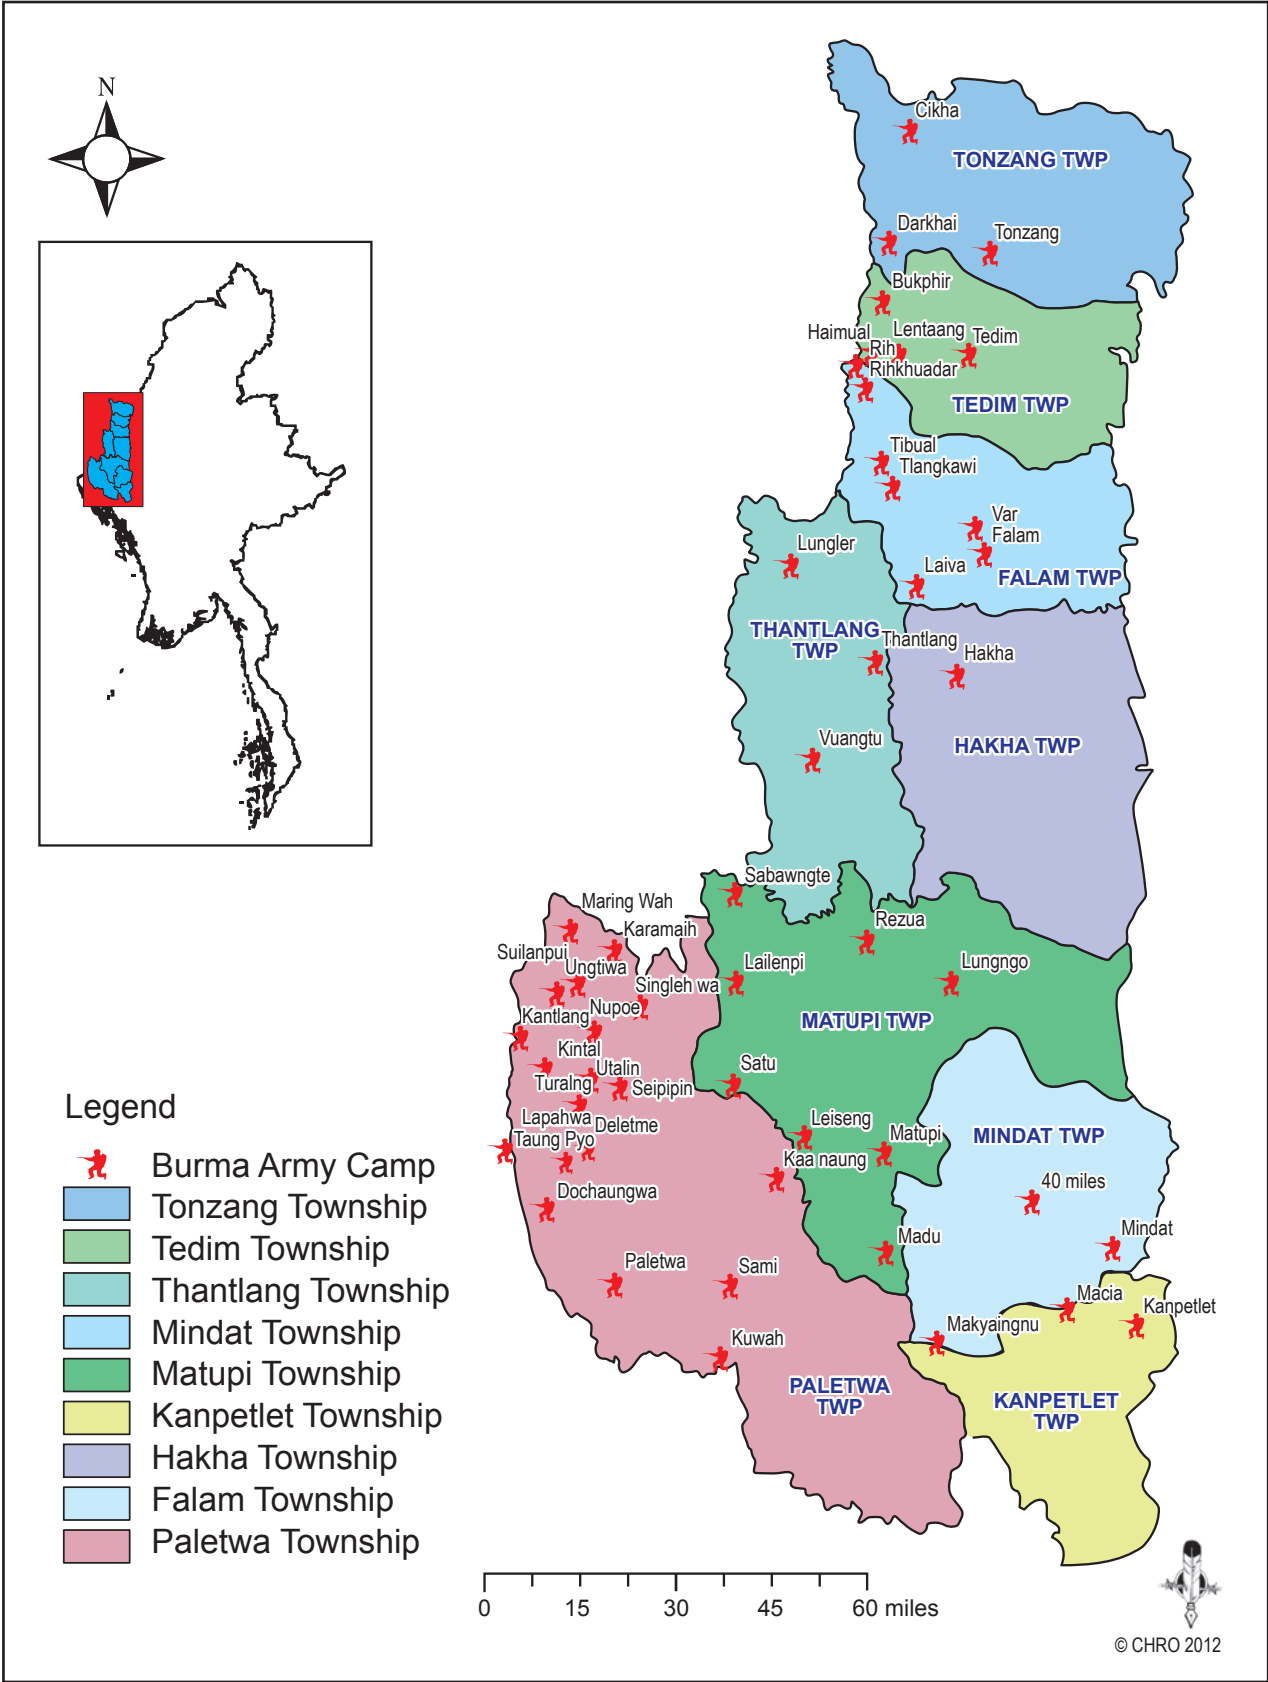 N
Cikha
TONZANG TWP
Darkhai
Tonzang
Bukphir
Haimual
Lentaang
Tedim
Rih
Rihkhuadar
TEDIM TWP
Tibual
Tlangkawi
Var
Falam
Lungler
Laiva
FALAM TWP
THANTLANG
TWP
Thantlang
Hakha
Vuangtu
HAKHA TWP
Sabawngte
Maring Wah
Karamaih
Rezua
Suilanpui
Ungtiwa
Lailenpi
Lungngo
Singleh wa
Nupoe
Kantlang
MATUPI TWP
Kintal
Utalin
Satu
Turalng
Seipipin
Lapahwa
Deletme
Leiseng
Matupi
MINDAT TWP
Taung Pyo
Kaa naung
40 miles
Dochaungwa
Mindat
Madu
Paletwa
Sami
Macia
Kanpetlet
Makyaingnu
Kuwah
PALETWA
TWP
KANPETLET
TWP
Legend
Burma Army Camp
Tonzang Township
Tedim Township
Thantlang Township
Mindat Township
Matupi Township
Kanpetlet Township
Hakha Township
Falam Township
Paletwa Township
0 15 30 45 60 miles
© CHRO 2012